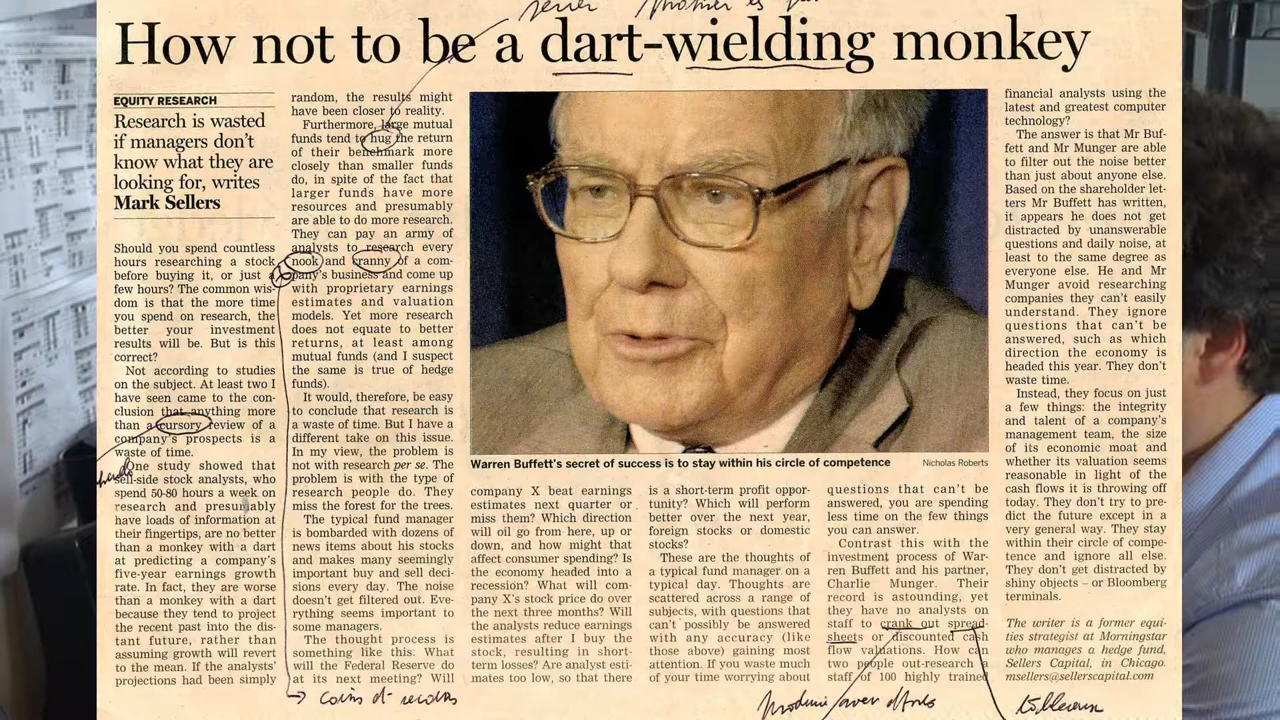 How not to be a dart-wielding monkey
EQUITY RESEARCH
Research is wasted
if managers don't
know what they are
looking for, writes
Mark Sellers
Should you spend countless
hours researching a stock
before buying it, or just a
few hours? The common wis-
dom is that the more time
you spend on research, the
better your investment
results will be. But is this
correct?
Not according to studies
on the subject. At least two I
have seen came to the con-
clusion that anything more
than a cursory review of a
company's prospects is a
waste of time.
One study showed that
sell-side stock analysts, who
spend 50-80 hours a week on
research and presumably
have loads of information at
their fingertips, are no better
than a monkey with a dart
at predicting a company's
five-year earnings growth
rate. In fact, they are worse
than a monkey with a dart
because they tend to project
the recent past into the dis-
tant future, rather than
assuming growth will revert
to the mean. If the analysts'
projections had been simply
random, the results might
have been closer to reality.
Furthermore, large mutual
funds tend to hug the return
of their benchmark more
closely than smaller funds
do, in spite of the fact that
larger funds have more
resources and presumably
are able to do more research.
They can pay an army of
analysts to research every
nook and cranny of a com-
pany's business and come up
with proprietary earnings
estimates and valuation
models. Yet more research
does not equate to better
returns, at least among
mutual funds (and I suspect
the same is true of hedge
funds).
It would, therefore, be easy
to conclude that research is
a waste of time. But I have a
different take on this issue.
In my view, the problem is
not with research per se. The
problem is with the type of
research people do. They
miss the forest for the trees.
The typical fund manager
is bombarded with dozens of
news items about his stocks
and makes many seemingly
important buy and sell deci-
sions every day. The noise
doesn't get filtered out. Eve-
rything seems important to
some managers.
The thought process is
something like this: What
will the Federal Reserve do
at its next meeting? Will
Warren Buffett's secret of success is to stay within his circle of competence
Nicholas Roberts
company X beat earnings
estimates next quarter or
miss them? Which direction
will oil go from here, up or
down, and how might that
affect consumer spending? Is
the economy headed into a
recession? What will com-
pany X's stock price do over
the next three months? Will
the analysts reduce earnings
estimates after I buy the
stock, resulting in short-
term losses? Are analyst esti-
mates too low, so that there
is a short-term profit oppor-
tunity? Which will perform
better over the next year,
foreign stocks or domestic
stocks?
These are the thoughts of
a typical fund manager on a
typical day. Thoughts are
scattered across a range of
subjects, with questions that
can't possibly be answered
with any accuracy (like
those above) gaining most
attention. If you waste much
of your time worrying about
questions that can't be
answered, you are spending
less time on the few things
you can answer.
Contrast this with the
investment process of War-
ren Buffett and his partner,
Charlie Munger. Their
record is astounding, yet
they have no analysts on
staff to crank out spread-
sheets or discounted cash
flow valuations. How can
two people out-research a
staff of 100 highly trained
financial analysts using the
latest and greatest computer
technology?
The answer is that Mr Buf-
fett and Mr Munger are able
to filter out the noise better
than just about anyone else.
Based on the shareholder let-
ters Mr Buffett has written,
it appears he does not get
distracted by unanswerable
questions and daily noise, at
least to the same degree as
everyone else. He and Mr
Munger avoid researching
companies they can't easily
understand. They ignore
questions that can't be
answered, such as which
direction the economy is
headed this year. They don't
waste time.
Instead, they focus on just
a few things: the integrity
and talent of a company's
management team, the size
of its economic moat and
whether its valuation seems
reasonable in light of the
cash flows it is throwing off
today. They don't try to pre-
dict the future except in a
very general way. They stay
within their circle of compe-
tence and ignore all else.
They don't get distracted by
shiny objects – or Bloomberg
terminals.
The writer is a former equi-
ties strategist at Morningstar
who manages a hedge fund,
Sellers Capital, in Chicago.
msellers@sellerscapital.com
coins et recoins